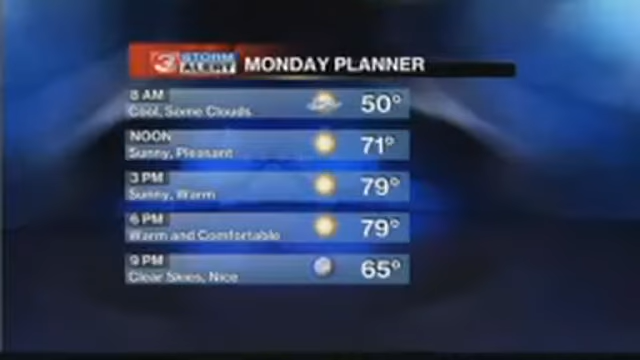 3 STORM ALERT MONDAY PLANNER
8 AM
Cool, Some Clouds 50°
NOON
Sunny, Pleasant 71°
3 PM
Sunny, Warm 79°
6 PM
Warm and Comfortable 79°
9 PM
Clear Skies, Nice 65°